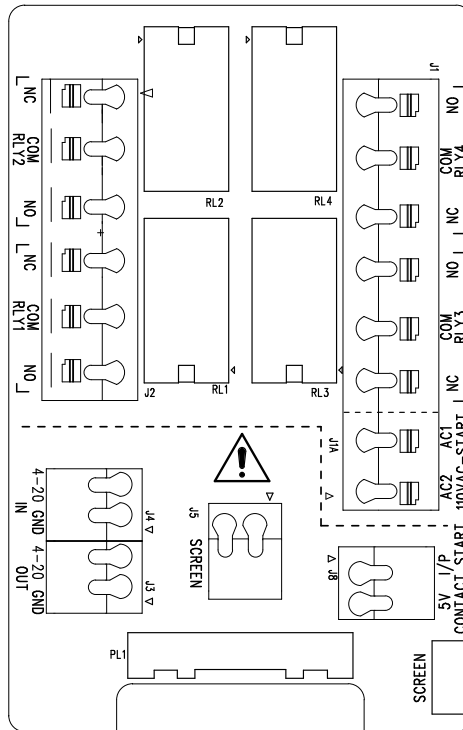 NC
COM
RLY2
NO
NC
COM
RLY1
NO
RL2
RL4
J2
RL1
RL3
J1
NO
COM
RLY4
NC
NO
COM
RLY3
NC
AC1
AC2
110VAC-START
J1A
4-20 GND
IN
J4
4-20 GND
OUT
J3
J5
SCREEN
J8
5V I/P
CONTACT START
PL1
SCREEN